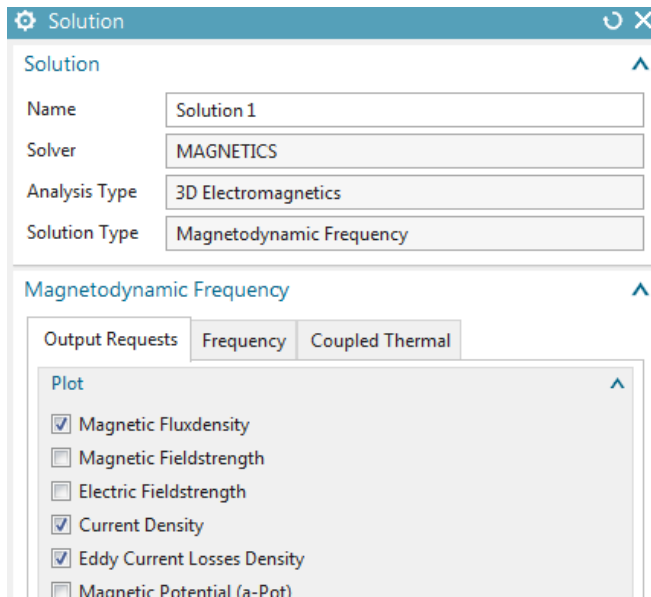 Solution
Solution
Name Solution 1
Solver MAGNETICS
Analysis Type 3D Electromagnetics
Solution Type Magnetodynamic Frequency
Magnetodynamic Frequency
Output Requests Frequency Coupled Thermal
Plot
Magnetic Fluxdensity
Magnetic Fieldstrength
Electric Fieldstrength
Current Density
Eddy Current Losses Density
Magnetic Potential (a-Pot)